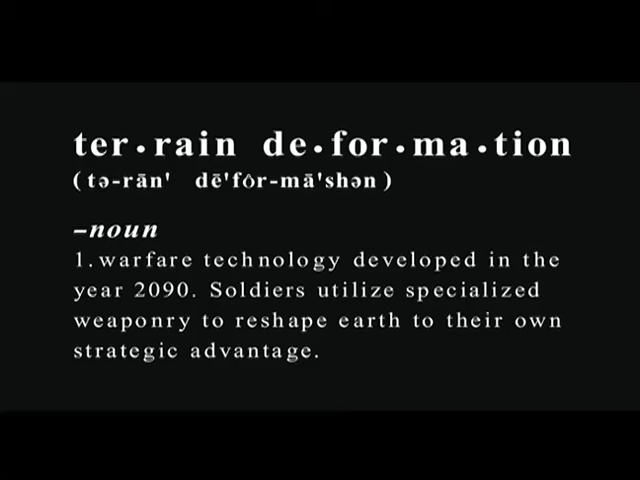 ter•rain de•for•ma•tion
(tə-rān' dē'fôr-mā'shən)
–noun
1. warfare technology developed in the
year 2090. Soldiers utilize specialized
weaponry to reshape earth to their own
strategic advantage.